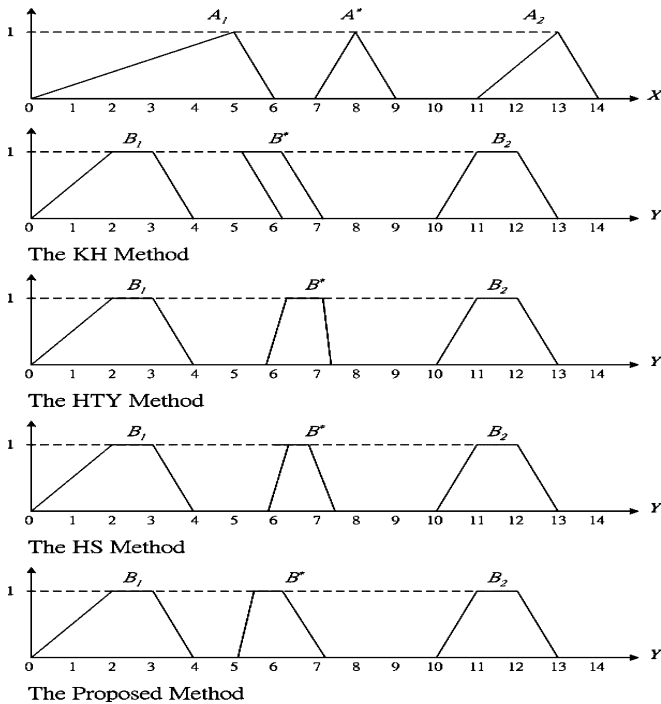 A₁ A* A₂
1
0 1 2 3 4 5 6 7 8 9 10 11 12 13 14 X
B₁ B* B₂
1
0 1 2 3 4 5 6 7 8 9 10 11 12 13 14 Y
The KH Method
B₁ B* B₂
1
0 1 2 3 4 5 6 7 8 9 10 11 12 13 14 Y
The HTY Method
B₁ B* B₂
1
0 1 2 3 4 5 6 7 8 9 10 11 12 13 14 Y
The HS Method
B₁ B* B₂
1
0 1 2 3 4 5 6 7 8 9 10 11 12 13 14 Y
The Proposed Method